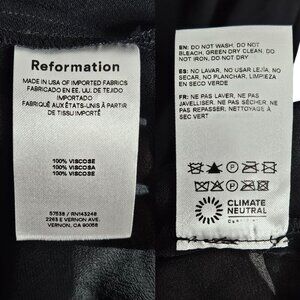 Reformation
MADE IN USA OF IMPORTED FABRICS
FABRICADO EN EE. UU. DE TEJIDO
IMPORTADO
FABRIQUÉ AUX ÉTATS-UNIS À PARTIR
DE TISSU IMPORTÉ
100% VISCOSE
100% VISCOSA
100% VISCOSE
57538 / RN143248
2263 E VERNON AVE
VERNON, CA 90058
EN: DO NOT WASH, DO NOT
BLEACH, GREEN DRY CLEAN, DO
NOT IRON, DO NOT DRY
ES: NO LAVAR, NO USAR LEJÍA, NO
SECAR, NO PLANCHAR, LIMPIEZA
EN SECO VERDE
FR: NE PAS LAVER, NE PAS
JAVELLISER, NE PAS SÉCHER, NE
PAS REPASSER, NETTOYAGE À
SEC VERT
CLIMATE
NEUTRAL